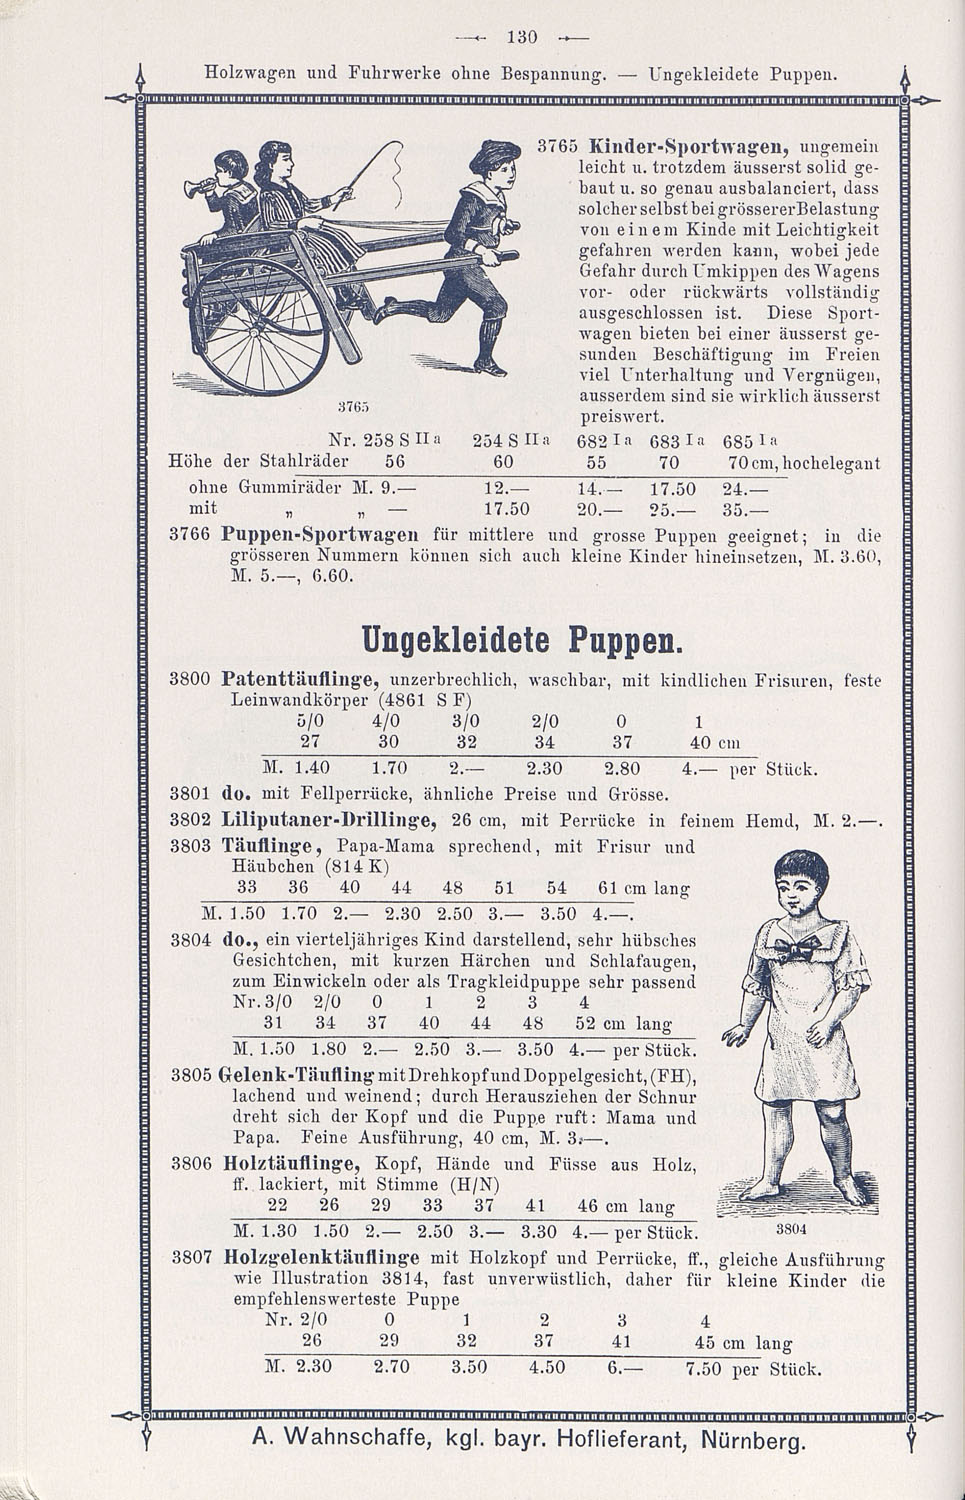 130
Holzwagen und Fuhrwerke ohne Bespannung. — Ungekleidete Puppen.
3765 Kinder-Sportwagen, ungemein
leicht u. trotzdem äusserst solid ge-
baut u. so genau ausbalanciert, dass
solcher selbst bei grösserer Belastung
von einem Kinde mit Leichtigkeit
gefahren werden kann, wobei jede
Gefahr durch Umkippen des Wagens
vor- oder rückwärts vollständig
ausgeschlossen ist. Diese Sport-
wagen bieten bei einer äusserst ge-
sunden Beschäftigung im Freien
viel Unterhaltung und Vergnügen,
ausserdem sind sie wirklich äusserst
preiswert.
3765
Nr. 258 S IIa 254 S IIa 682 Ia 683 Ia 685 Ia
Höhe der Stahlräder 56 60 55 70 70 cm, hochelegant
ohne Gummiräder M. 9.— 12.— 14.— 17.50 24.—
mit „ „ — 17.50 20.— 25.— 35.—
3766 Puppen-Sportwagen für mittlere und grosse Puppen geeignet; in die
grösseren Nummern können sich auch kleine Kinder hineinsetzen, M. 3.60,
M. 5.—, 6.60.
Ungekleidete Puppen.
3800 Patenttäuflinge, unzerbrechlich, waschbar, mit kindlichen Frisuren, feste
Leinwandkörper (4861 S F)
5/0 4/0 3/0 2/0 0 1
27 30 32 34 37 40 cm
M. 1.40 1.70 2.— 2.30 2.80 4.— per Stück.
3801 do. mit Fellperrücke, ähnliche Preise und Grösse.
3802 Liliputaner-Drillinge, 26 cm, mit Perrücke in feinem Hemd, M. 2.—.
3803 Täuflinge, Papa-Mama sprechend, mit Frisur und
Häubchen (814 K)
33 36 40 44 48 51 54 61 cm lang
M. 1.50 1.70 2.— 2.30 2.50 3.— 3.50 4.—.
3804 do., ein vierteljähriges Kind darstellend, sehr hübsches
Gesichtchen, mit kurzen Härchen und Schlafaugen,
zum Einwickeln oder als Tragkleidpuppe sehr passend
Nr. 3/0 2/0 0 1 2 3 4
31 34 37 40 44 48 52 cm lang
M. 1.50 1.80 2.— 2.50 3.— 3.50 4.— per Stück.
3805 Gelenk-Täufling mit Drehkopf und Doppelgesicht, (FH),
lachend und weinend; durch Herausziehen der Schnur
dreht sich der Kopf und die Puppe ruft: Mama und
Papa. Feine Ausführung, 40 cm, M. 3.—.
3806 Holztäuflinge, Kopf, Hände und Füsse aus Holz,
ff. lackiert, mit Stimme (H/N)
22 26 29 33 37 41 46 cm lang
M. 1.30 1.50 2.— 2.50 3.— 3.30 4.— per Stück.
3804
3807 Holzgelenktäuflinge mit Holzkopf und Perrücke, ff., gleiche Ausführung
wie Illustration 3814, fast unverwüstlich, daher für kleine Kinder die
empfehlenswerteste Puppe
Nr. 2/0 0 1 2 3 4
26 29 32 37 41 45 cm lang
M. 2.30 2.70 3.50 4.50 6.— 7.50 per Stück.
A. Wahnschaffe, kgl. bayr. Hoflieferant, Nürnberg.